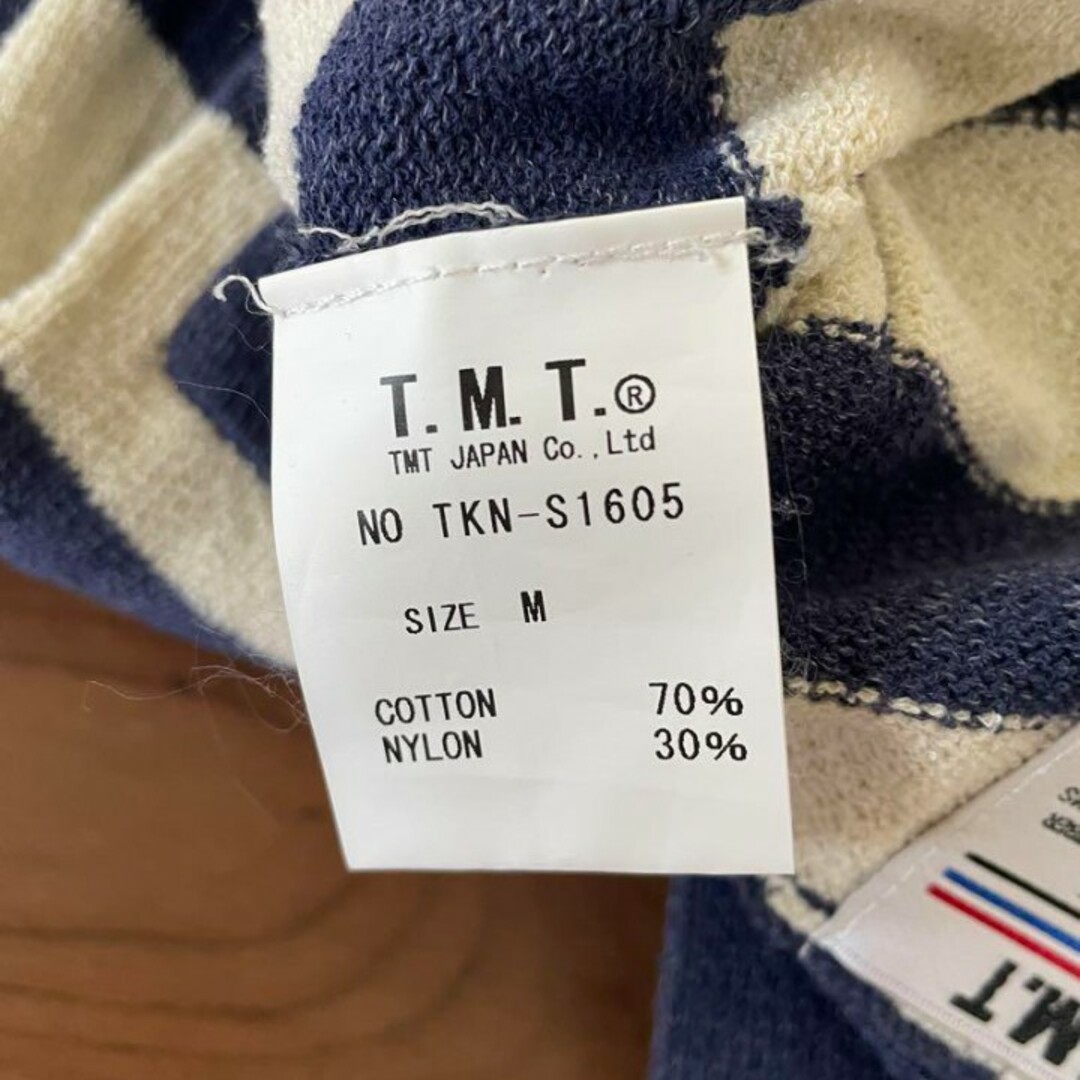 T.M.T.®
TMT JAPAN Co.,Ltd
NO TKN-S1605
SIZE M
COTTON 70%
NYLON 30%
M.T